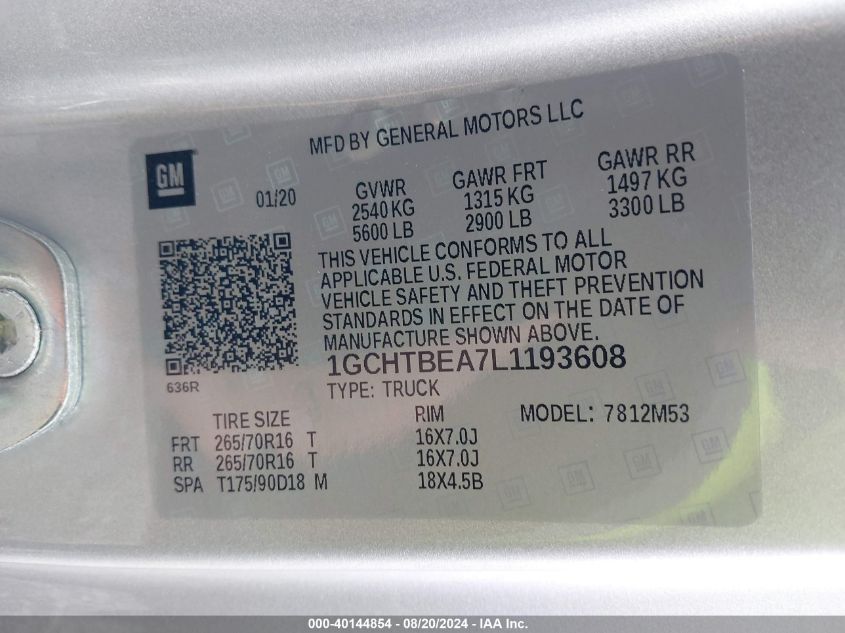 MFD BY GENERAL MOTORS LLC
GM
01/20
GVWR
2540 KG
5600 LB
GAWR FRT
1315 KG
2900 LB
GAWR RR
1497 KG
3300 LB
THIS VEHICLE CONFORMS TO ALL
APPLICABLE U.S. FEDERAL MOTOR
VEHICLE SAFETY AND THEFT PREVENTION
STANDARDS IN EFFECT ON THE DATE OF
MANUFACTURE SHOWN ABOVE.
1GCHTBEA7L1193608
636R
TYPE: TRUCK
TIRE SIZE RIM MODEL: 7812M53
FRT 265/70R16 T 16X7.0J
RR 265/70R16 T 16X7.0J
SPA T175/90D18 M 18X4.5B
000-40144854 - 08/20/2024 - IAA Inc.